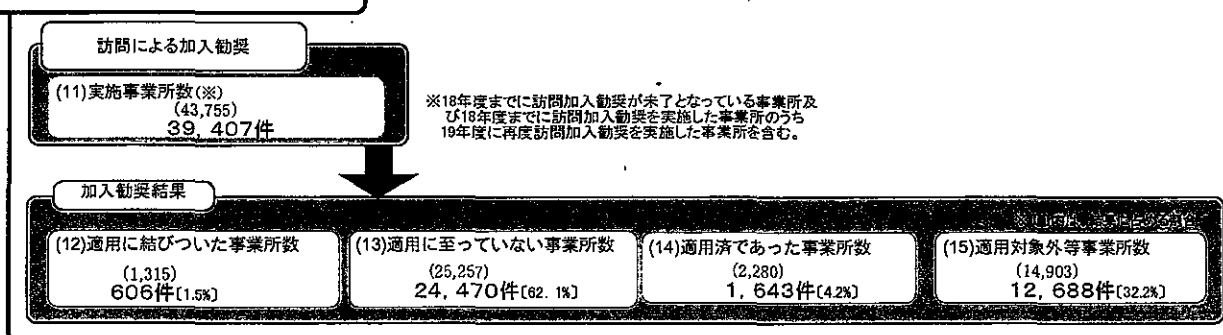 訪問による加入勧奨
(11)実施事業所数(※)
(43,755)
39,407件
※18年度までに訪問加入勧奨が未了となっている事業所及
び18年度までに訪問加入勧奨を実施した事業所のうち
19年度に再度訪問加入勧奨を実施した事業所を含む。
加入勧奨結果
(12)適用に結びついた事業所数
(1,315)
606件〔1.5%〕
(13)適用に至っていない事業所数
(25,257)
24,470件〔62.1%〕
(14)適用済であった事業所数
(2,280)
1,643件〔4.2%〕
(15)適用対象外等事業所数
(14,903)
12,688件〔32.2%〕